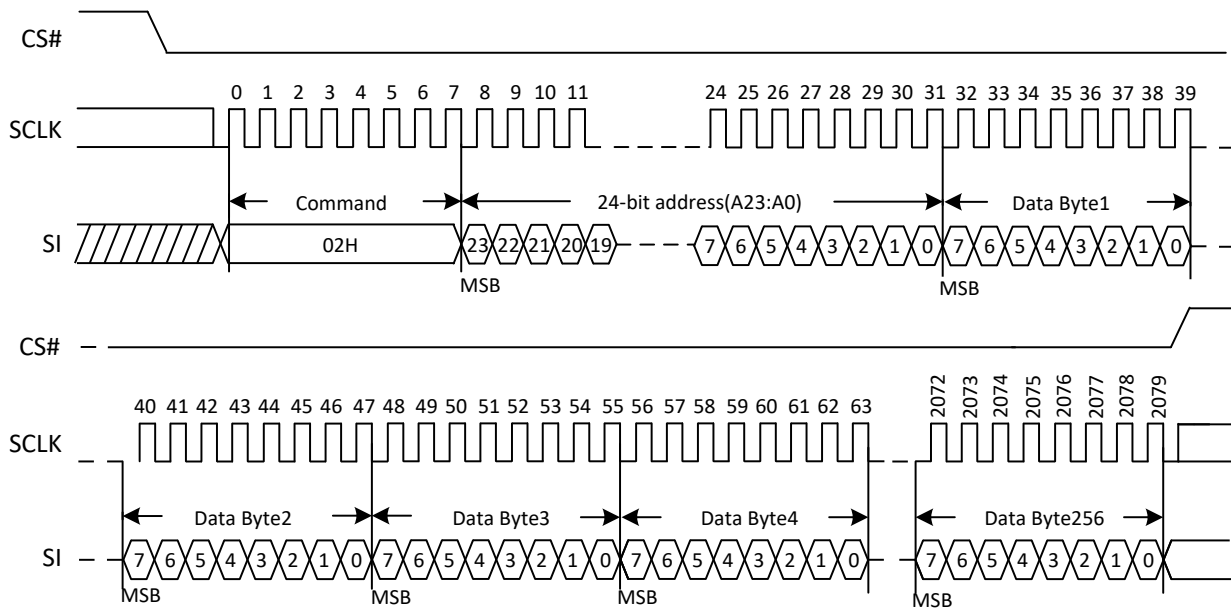 CS#
0 1 2 3 4 5 6 7 8 9 10 11 24 25 26 27 28 29 30 31 32 33 34 35 36 37 38 39
SCLK
Command 24-bit address(A23:A0) Data Byte1
SI 02H 23 22 21 20 19 7 6 5 4 3 2 1 0 7 6 5 4 3 2 1 0
MSB MSB
CS#
40 41 42 43 44 45 46 47 48 49 50 51 52 53 54 55 56 57 58 59 60 61 62 63 2072 2073 2074 2075 2076 2077 2078 2079
SCLK
Data Byte2 Data Byte3 Data Byte4 Data Byte256
SI 7 6 5 4 3 2 1 0 7 6 5 4 3 2 1 0 7 6 5 4 3 2 1 0 7 6 5 4 3 2 1 0
MSB MSB MSB MSB